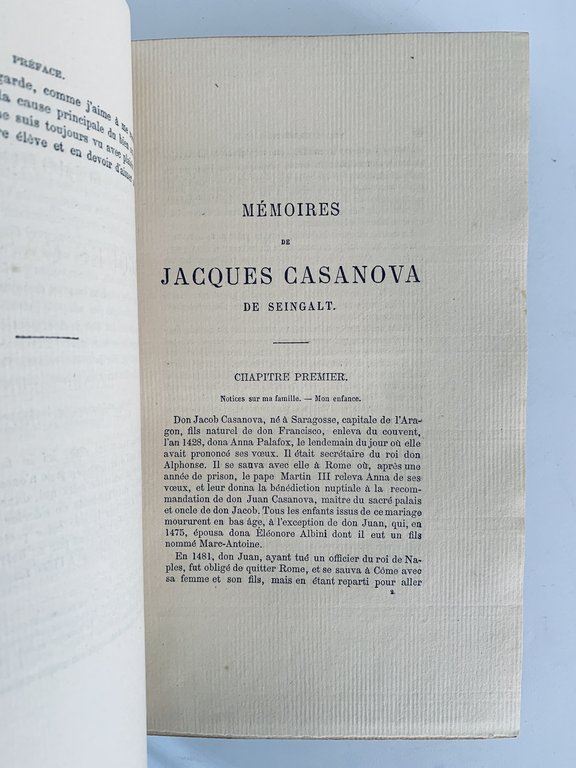 PRÉFACE.
garde, comme j'aime à me
la cause principale du
suis toujours vu avec
élève et en devoir
MÉMOIRES
DE
JACQUES CASANOVA
DE SEINGALT.
CHAPITRE PREMIER.
Notices sur ma famille. — Mon enfance.
Don Jacob Casanova, né à Saragosse, capitale de l'Ara-
gon, fils naturel de don Francisco, enleva du couvent,
l'an 1428, dona Anna Palafox, le lendemain du jour où elle
avait prononcé ses vœux. Il était secrétaire du roi don
Alphonse. Il se sauva avec elle à Rome où, après une
année de prison, le pape Martin III releva Anna de ses
vœux, et leur donna la bénédiction nuptiale à la recom-
mandation de don Juan Casanova, maître du sacré palais
et oncle de don Jacob. Tous les enfants issus de ce mariage
moururent en bas âge, à l'exception de don Juan, qui, en
1475, épousa dona Éléonore Albini dont il eut un fils
nommé Marc-Antoine.
En 1481, don Juan, ayant tué un officier du roi de Na-
ples, fut obligé de quitter Rome, et se sauva à Côme avec
sa femme et son fils, mais en étant reparti pour aller
2.